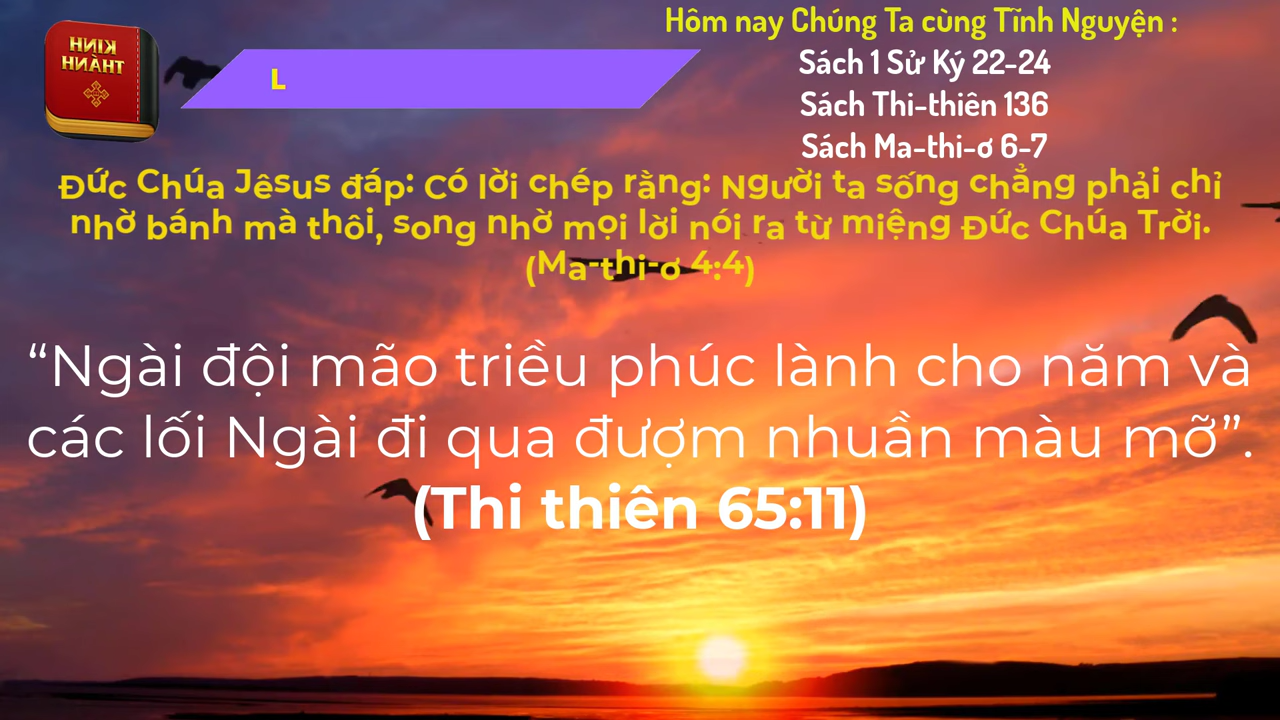 KINH
THÁNH
L
Hôm nay Chúng Ta cùng Tĩnh Nguyện :
Sách 1 Sử Ký 22-24
Sách Thi-thiên 136
Sách Ma-thi-ơ 6-7
Đức Chúa Jêsus đáp: Có lời chép rằng: Người ta sống chẳng phải chỉ
nhờ bánh mà thôi, song nhờ mọi lời nói ra từ miệng Đức Chúa Trời.
(Ma-thi-ơ 4:4)
“Ngài đội mão triều phúc lành cho năm và
các lối Ngài đi qua đượm nhuần màu mỡ”.
(Thi thiên 65:11)